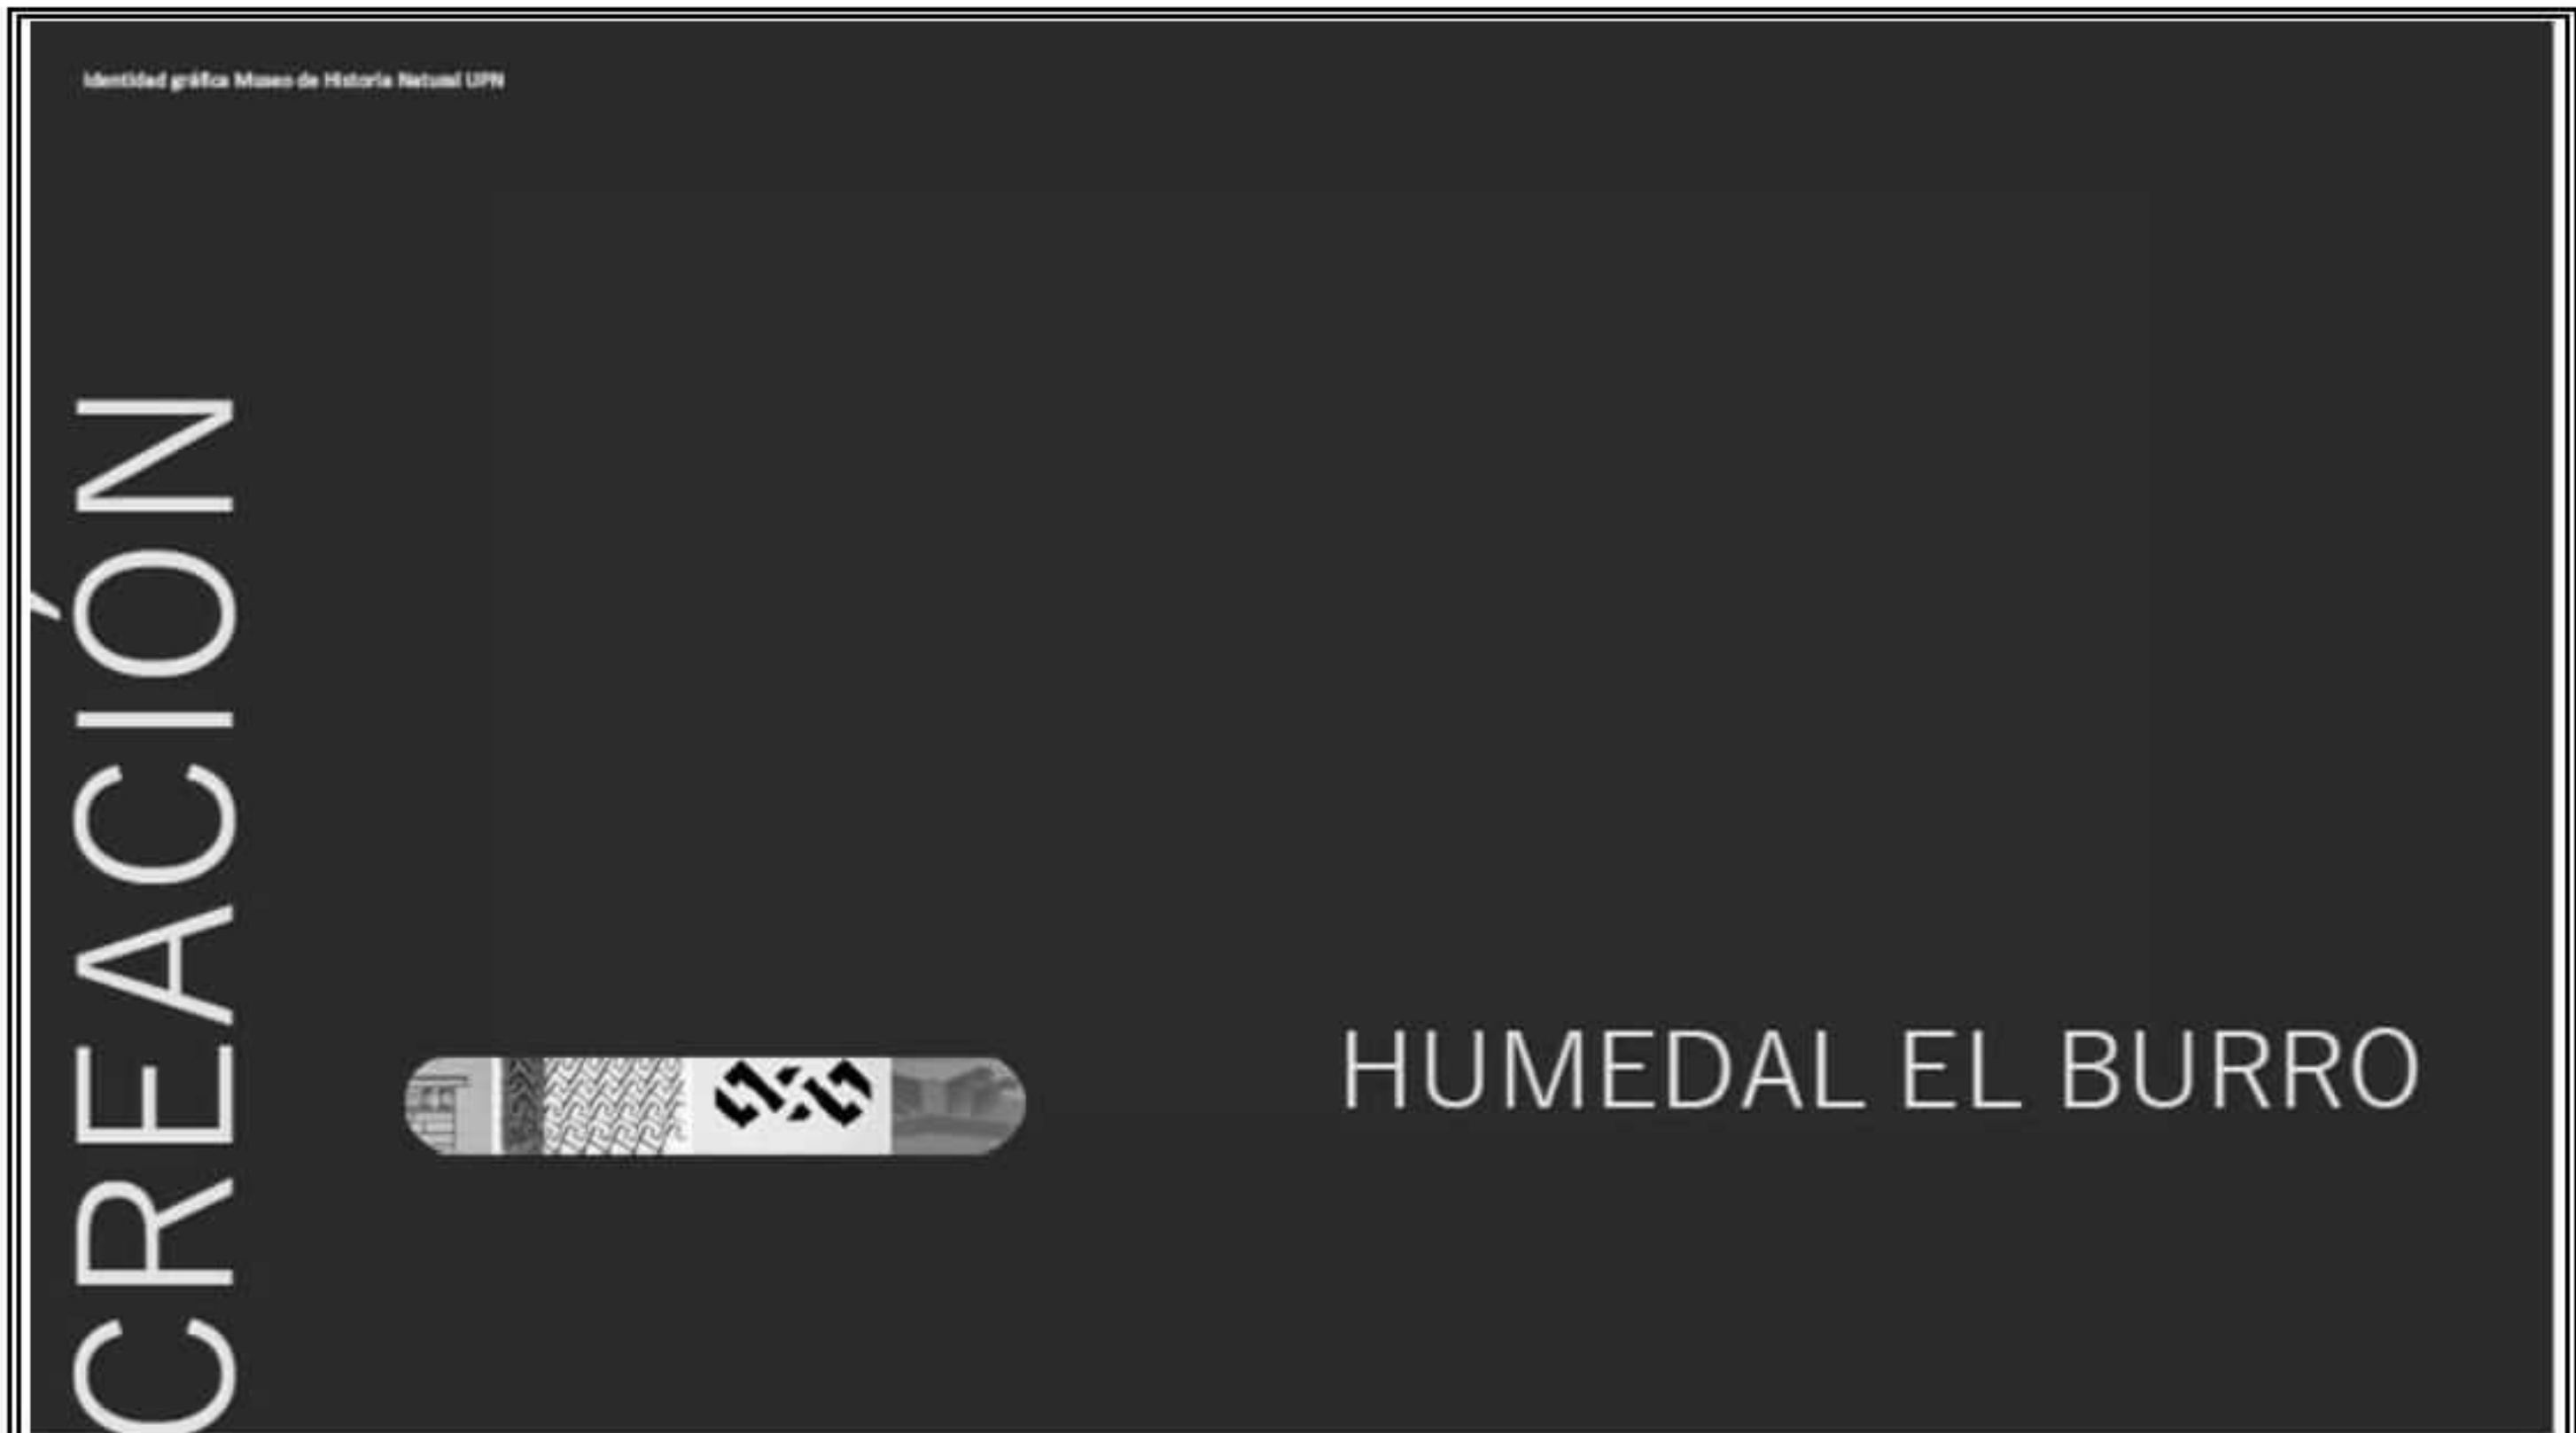 Identidad gráfica Museo de Historia Natural UPN
CREACIÓN
HUMEDAL EL BURRO